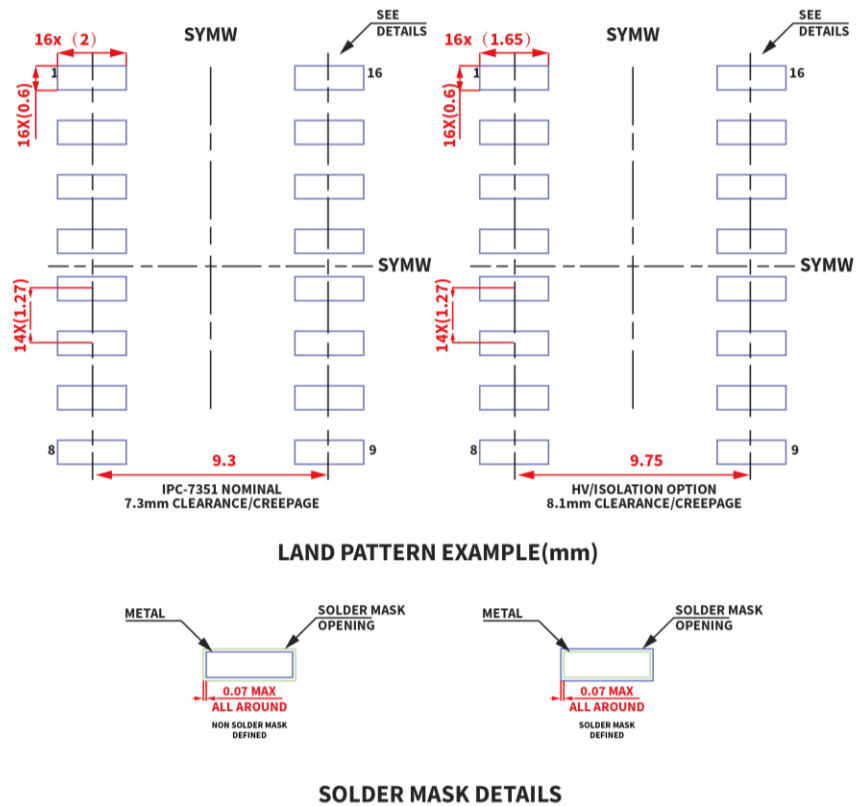 SEE
DETAILS
16x（2）
SYMW
1
16
16X(0.6)
SYMW
14X(1.27)
8
9
9.3
IPC-7351 NOMINAL
7.3mm CLEARANCE/CREEPAGE
SEE
DETAILS
16x（1.65）
SYMW
1
16
16X(0.6)
SYMW
14X(1.27)
8
9
9.75
HV/ISOLATION OPTION
8.1mm CLEARANCE/CREEPAGE
LAND PATTERN EXAMPLE(mm)
METAL
SOLDER MASK
OPENING
0.07 MAX
ALL AROUND
NON SOLDER MASK
DEFINED
METAL
SOLDER MASK
OPENING
0.07 MAX
ALL AROUND
SOLDER MASK
DEFINED
SOLDER MASK DETAILS